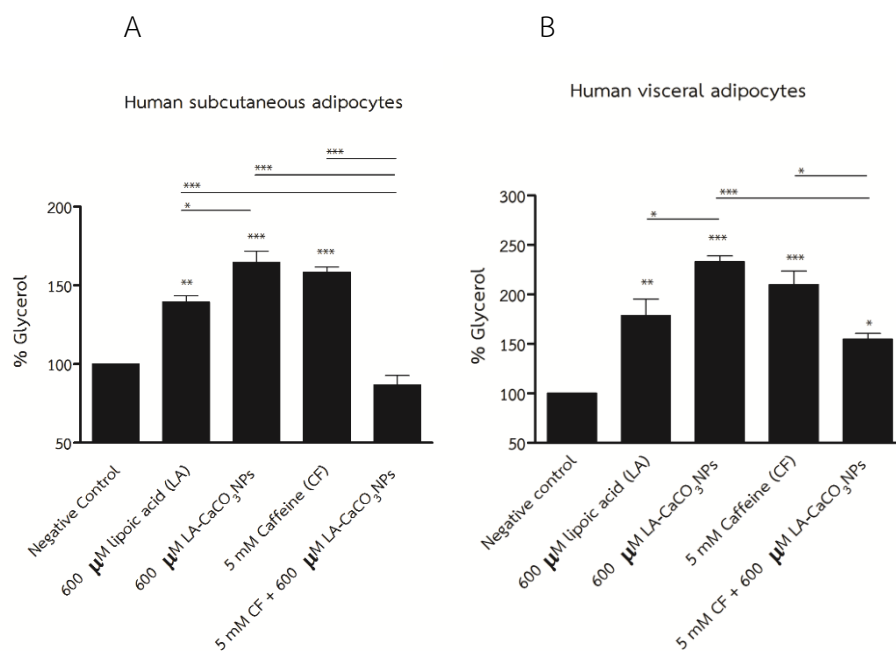 A
B
Human subcutaneous adipocytes
Human visceral adipocytes
***
***
***
*
***
***
**
200
150
100
50
% Glycerol
Negative Control
600 μM lipoic acid (LA)
600 μM LA-CaCO₃NPs
5 mM Caffeine (CF)
5 mM CF + 600 μM LA-CaCO₃NPs
*
***
*
***
***
**
*
300
250
200
150
100
50
% Glycerol
Negative Control
600 μM lipoic acid (LA)
600 μM LA-CaCO₃NPs
5 mM Caffeine (CF)
5 mM CF + 600 μM LA-CaCO₃NPs